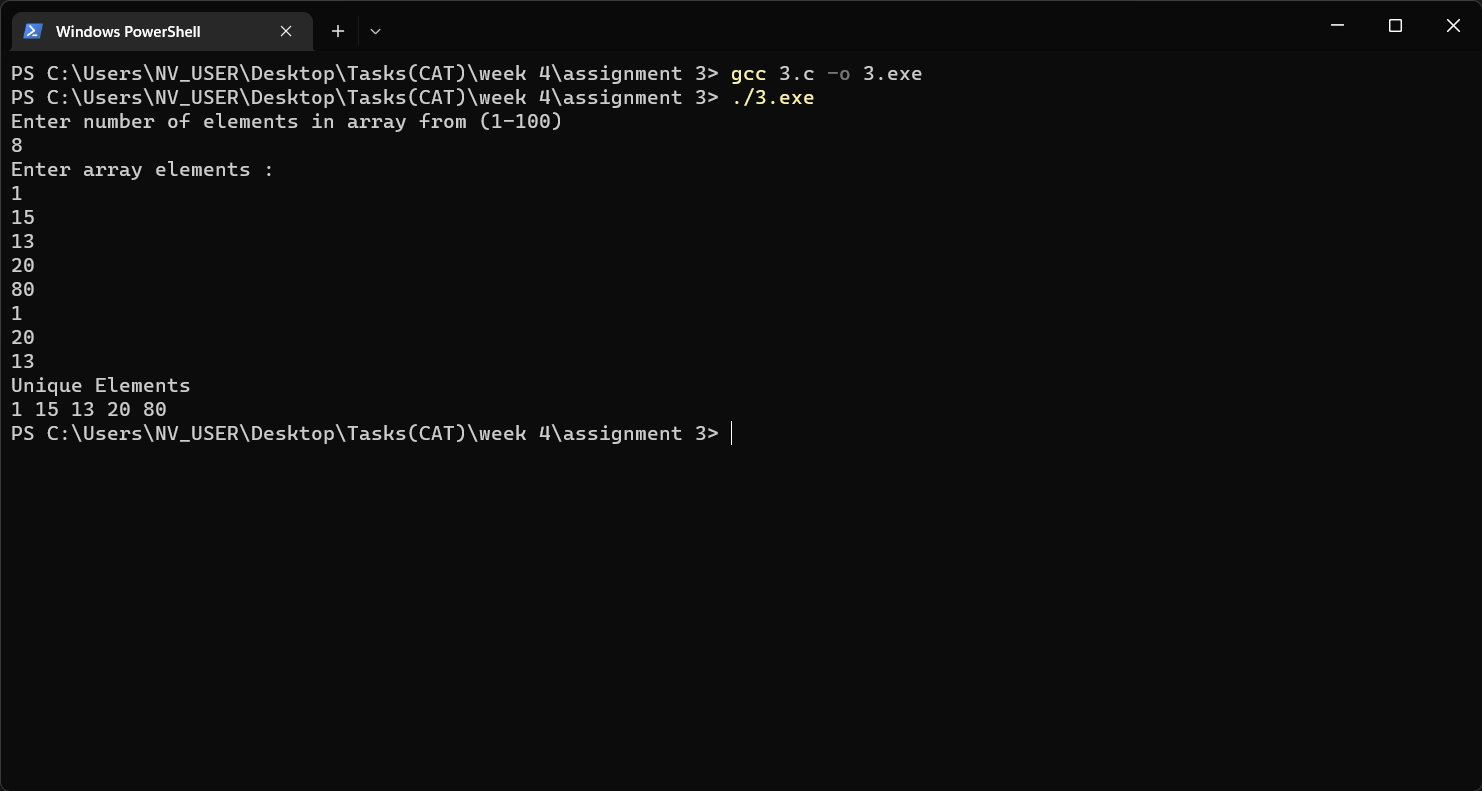 Windows PowerShell
PS C:\Users\NV_USER\Desktop\Tasks(CAT)\week 4\assignment 3> gcc 3.c -o 3.exe
PS C:\Users\NV_USER\Desktop\Tasks(CAT)\week 4\assignment 3> ./3.exe
Enter number of elements in array from (1-100)
8
Enter array elements :
1
15
13
20
80
1
20
13
Unique Elements
1 15 13 20 80
PS C:\Users\NV_USER\Desktop\Tasks(CAT)\week 4\assignment 3>